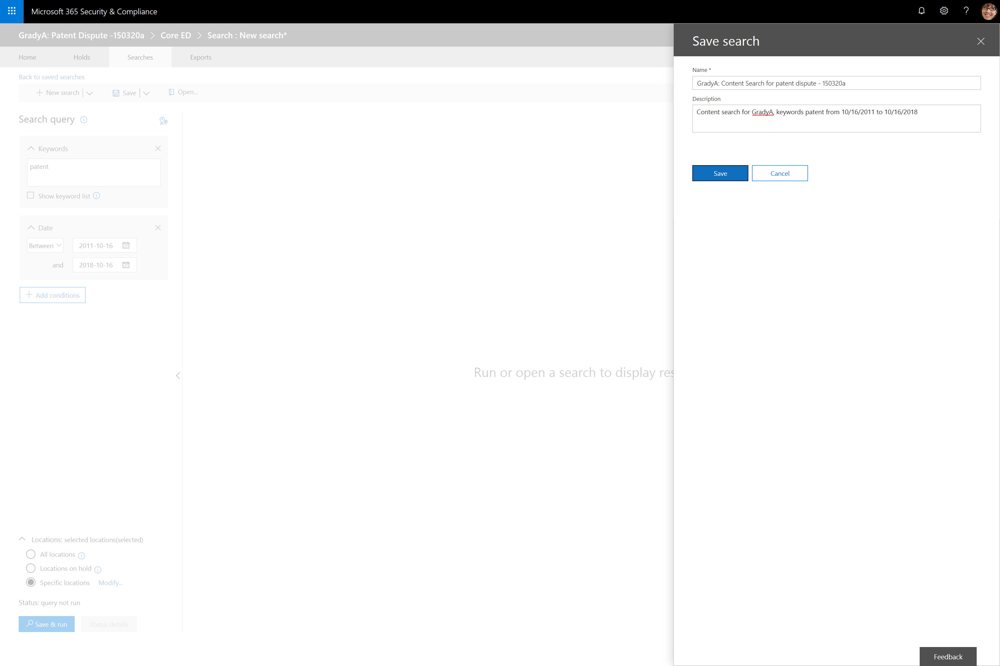 Microsoft 365 Security & Compliance
GradyA: Patent Dispute -150320a > Core ED > Search : New search*
Home Holds Searches Exports
Back to saved searches
New search Save Open...
Search query
Keywords
patent
Show keyword list
Date
Between 2011-10-16
and 2018-10-16
Add conditions
Run or open a search to display res
Locations: selected locations(selected)
All locations
Locations on hold
Specific locations Modify...
Status: query not run
Save & run Status details
Save search
Name *
GradyA: Content Search for patent dispute - 150320a
Description
Content search for GradyA, keywords patent from 10/16/2011 to 10/16/2018
Save Cancel
Feedback